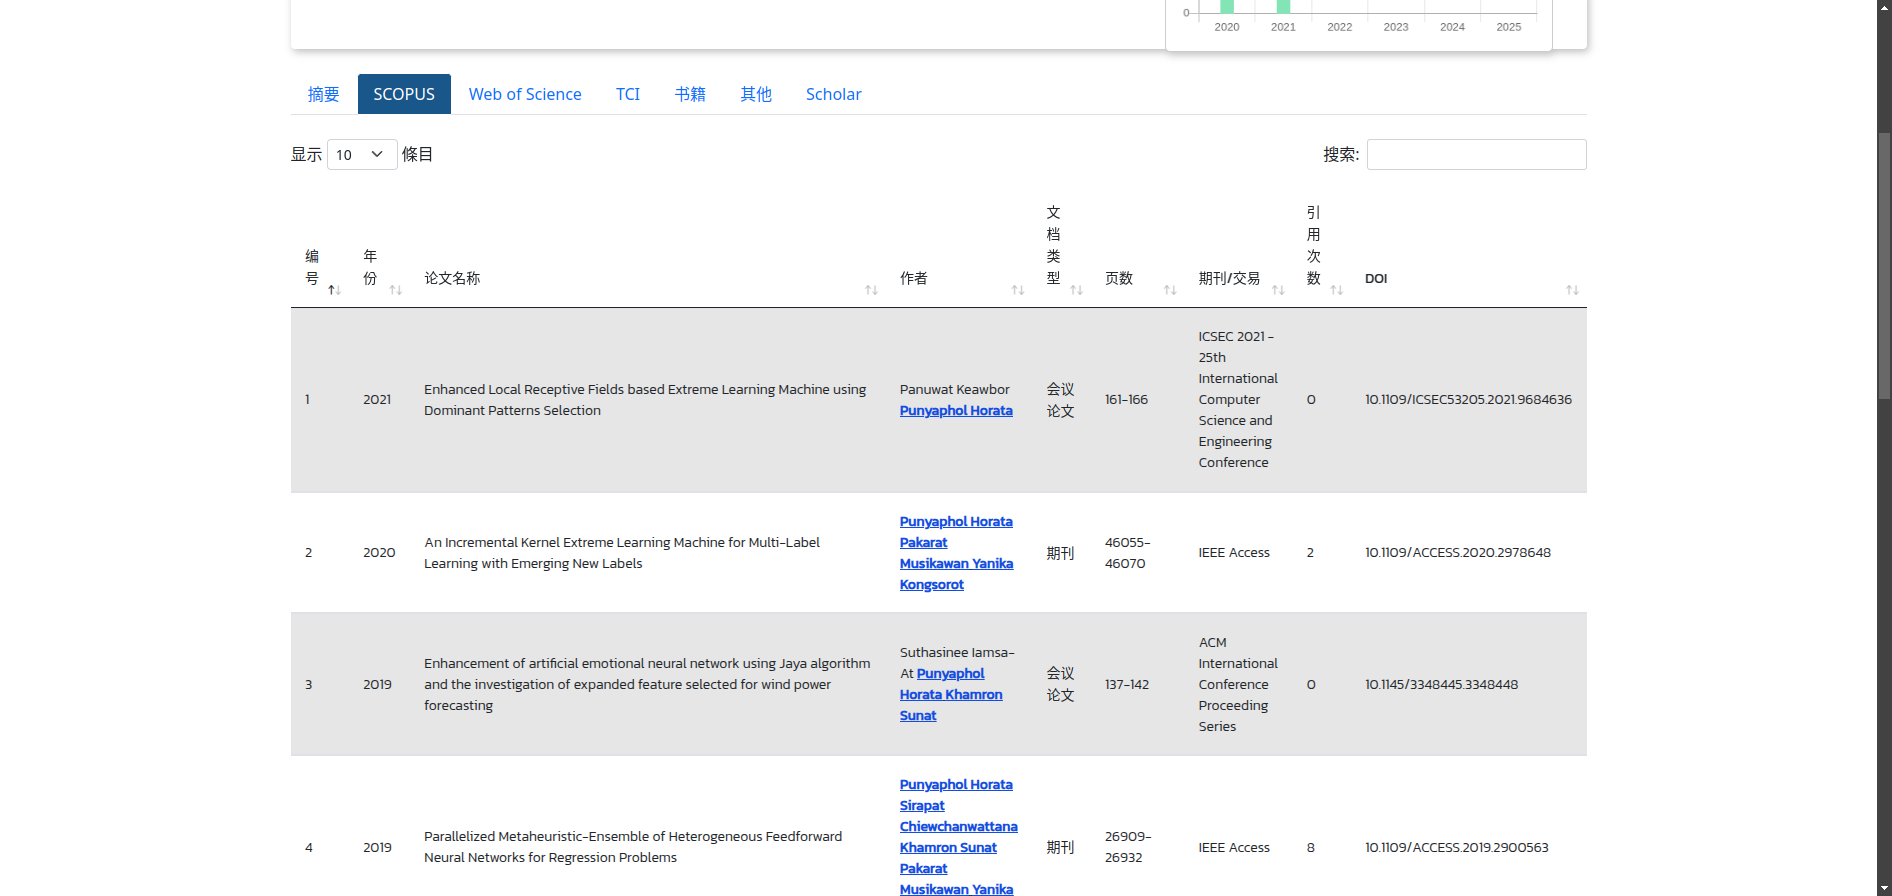 0
2020 2021 2022 2023 2024 2025
摘要 SCOPUS Web of Science TCI 书籍 其他 Scholar
显示 10 條目 搜索:
编号 年份 论文名称 作者 文档类型 页数 期刊/交易 引用次数 DOI
1
2021
Enhanced Local Receptive Fields based Extreme Learning Machine using
Dominant Patterns Selection
Panuwat Keawbor
Punyaphol Horata
会议
论文
161-166
ICSEC 2021 -
25th
International
Computer
Science and
Engineering
Conference
0
10.1109/ICSEC53205.2021.9684636
2
2020
An Incremental Kernel Extreme Learning Machine for Multi-Label
Learning with Emerging New Labels
Punyaphol Horata
Pakarat
Musikawan Yanika
Kongsorot
期刊
46055-
46070
IEEE Access
2
10.1109/ACCESS.2020.2978648
3
2019
Enhancement of artificial emotional neural network using Jaya algorithm
and the investigation of expanded feature selected for wind power
forecasting
Suthasinee Iamsa-
At Punyaphol
Horata Khamron
Sunat
会议
论文
137-142
ACM
International
Conference
Proceeding
Series
0
10.1145/3348445.3348448
4
2019
Parallelized Metaheuristic-Ensemble of Heterogeneous Feedforward
Neural Networks for Regression Problems
Punyaphol Horata
Sirapat
Chiewchanwattana
Khamron Sunat
Pakarat
Musikawan Yanika
期刊
26909-
26932
IEEE Access
8
10.1109/ACCESS.2019.2900563